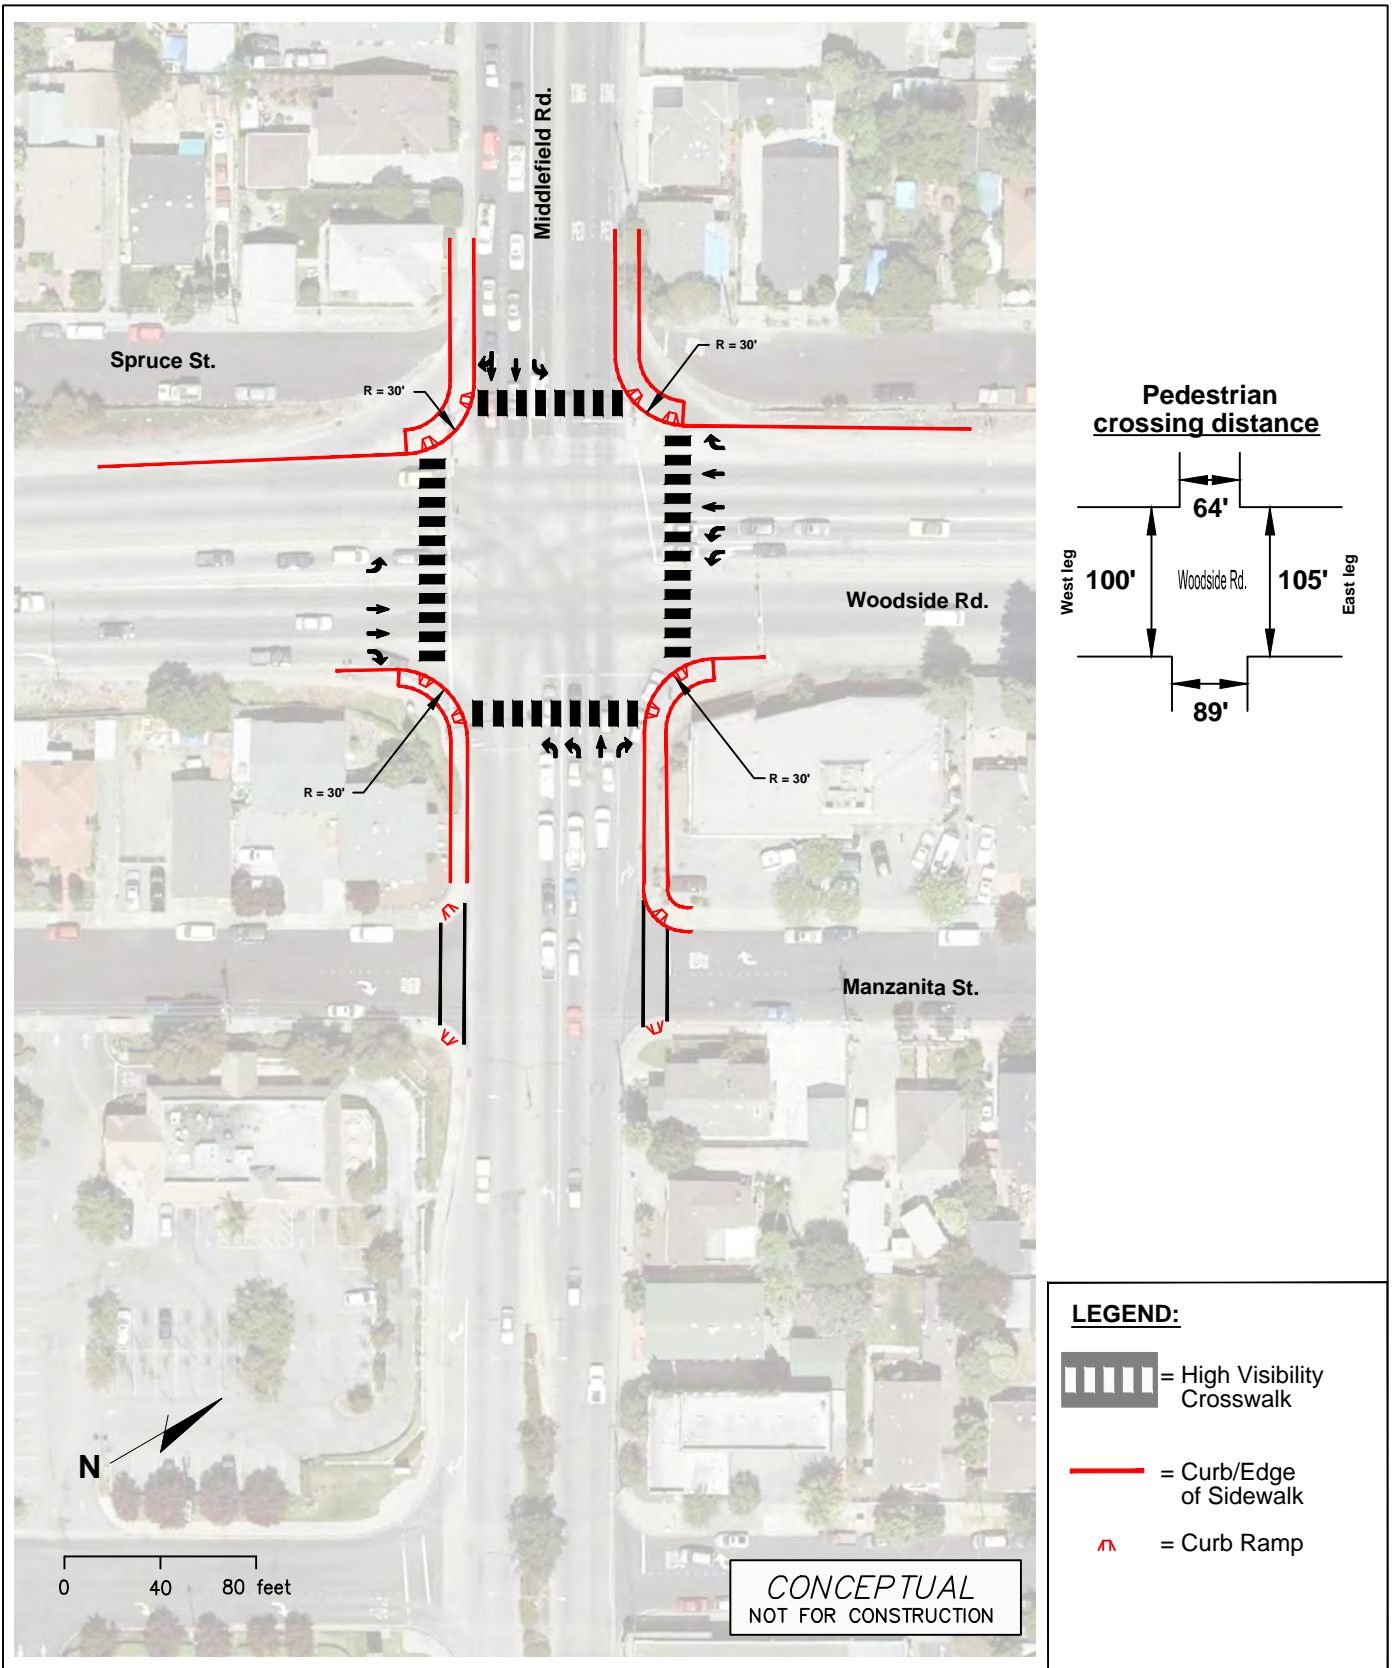 Middlefield Rd.
Spruce St.
R = 30'
R = 30'
Woodside Rd.
R = 30'
R = 30'
Manzanita St.
N
0 40 80 feet
CONCEPTUAL
NOT FOR CONSTRUCTION
Pedestrian
crossing distance
64'
West leg
100'
Woodside Rd.
105'
East leg
89'
LEGEND:
= High Visibility
Crosswalk
= Curb/Edge
of Sidewalk
= Curb Ramp